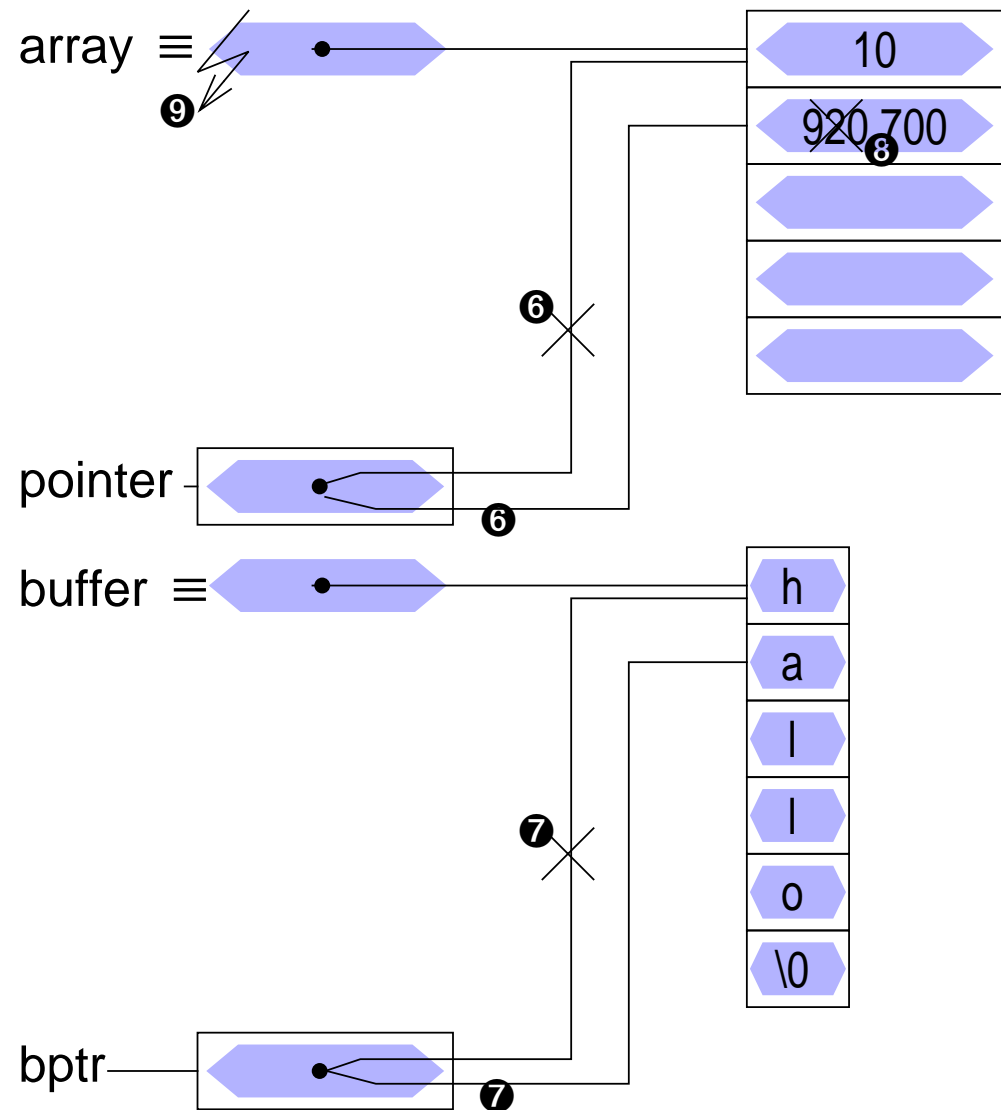 array ≡ 10
❾
920 700
❽
❻
pointer
❻
buffer ≡ h
a
l
l
❼
o
\0
bptr
❼